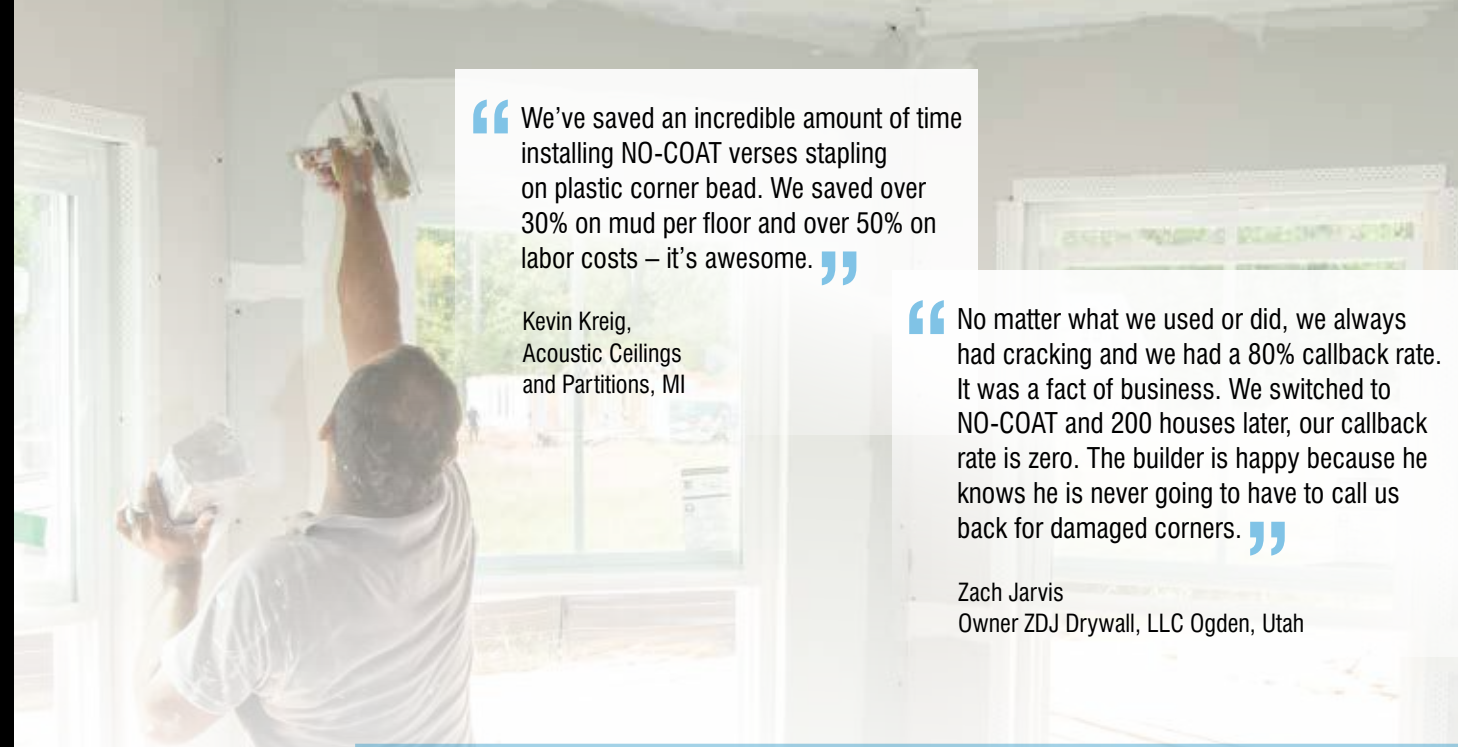 “ We’ve saved an incredible amount of time
installing NO-COAT verses stapling
on plastic corner bead. We saved over
30% on mud per floor and over 50% on
labor costs – it’s awesome. ”
Kevin Kreig,
Acoustic Ceilings
and Partitions, MI
“ No matter what we used or did, we always
had cracking and we had a 80% callback rate.
It was a fact of business. We switched to
NO-COAT and 200 houses later, our callback
rate is zero. The builder is happy because he
knows he is never going to have to call us
back for damaged corners. ”
Zach Jarvis
Owner ZDJ Drywall, LLC Ogden, Utah